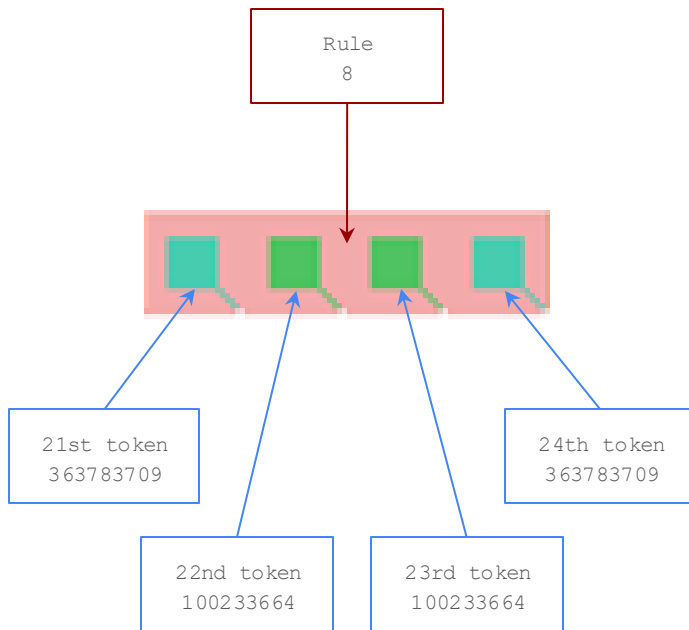 Rule
8
21st token
363783709
24th token
363783709
22nd token
100233664
23rd token
100233664